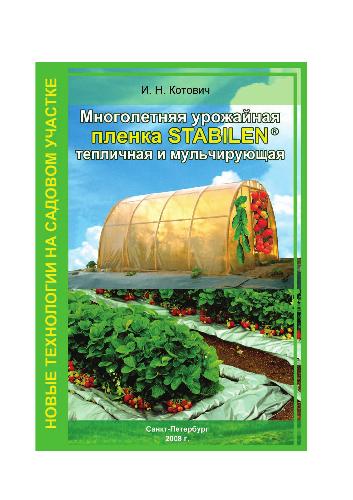 И. Н. Котович
Многолетняя урожайная
пленка STABILEN®
тепличная и мульчирующая
НОВЫЕ ТЕХНОЛОГИИ НА САДОВОМ УЧАСТКЕ
Санкт-Петербург
2008 г.